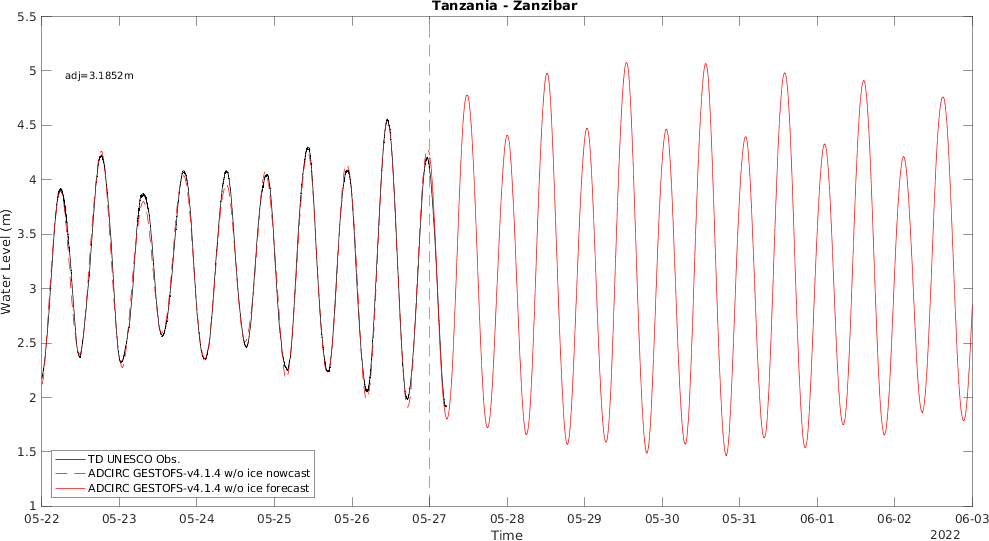 Tanzania - Zanzibar
5.5
5
4.5
4
3.5
3
2.5
2
1.5
1
Water Level (m)
adj=3.1852m
TD UNESCO Obs.
ADCIRC GESTOFS-v4.1.4 w/o ice nowcast
ADCIRC GESTOFS-v4.1.4 w/o ice forecast
05-22 05-23 05-24 05-25 05-26 05-27 05-28 05-29 05-30 05-31 06-01 06-02 06-03
Time
2022